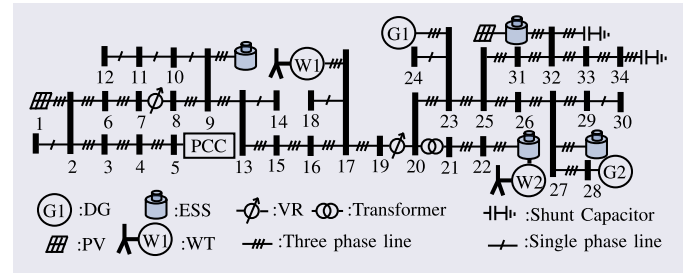 G1
W1
12 11 10
24
31 32 33 34
1 6 7 8 9 14 18 23 25 26 29 30
2 3 4 5 PCC 13 15 16 17 19 20 21 22 W2 27 28 G2
G1 :DG :ESS :VR :Transformer :Shunt Capacitor
:PV W1 :WT :Three phase line :Single phase line